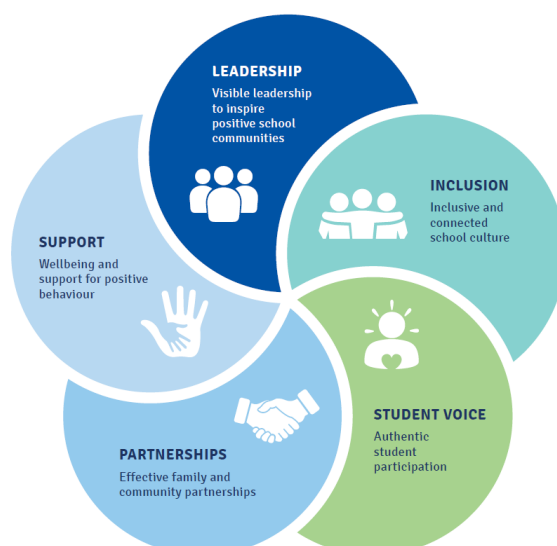 LEADERSHIP
Visible leadership
to inspire
positive school
communities
INCLUSION
Inclusive and
connected
school culture
STUDENT VOICE
Authentic
student
participation
PARTNERSHIPS
Effective family and
community partnerships
SUPPORT
Wellbeing and
support for positive
behaviour